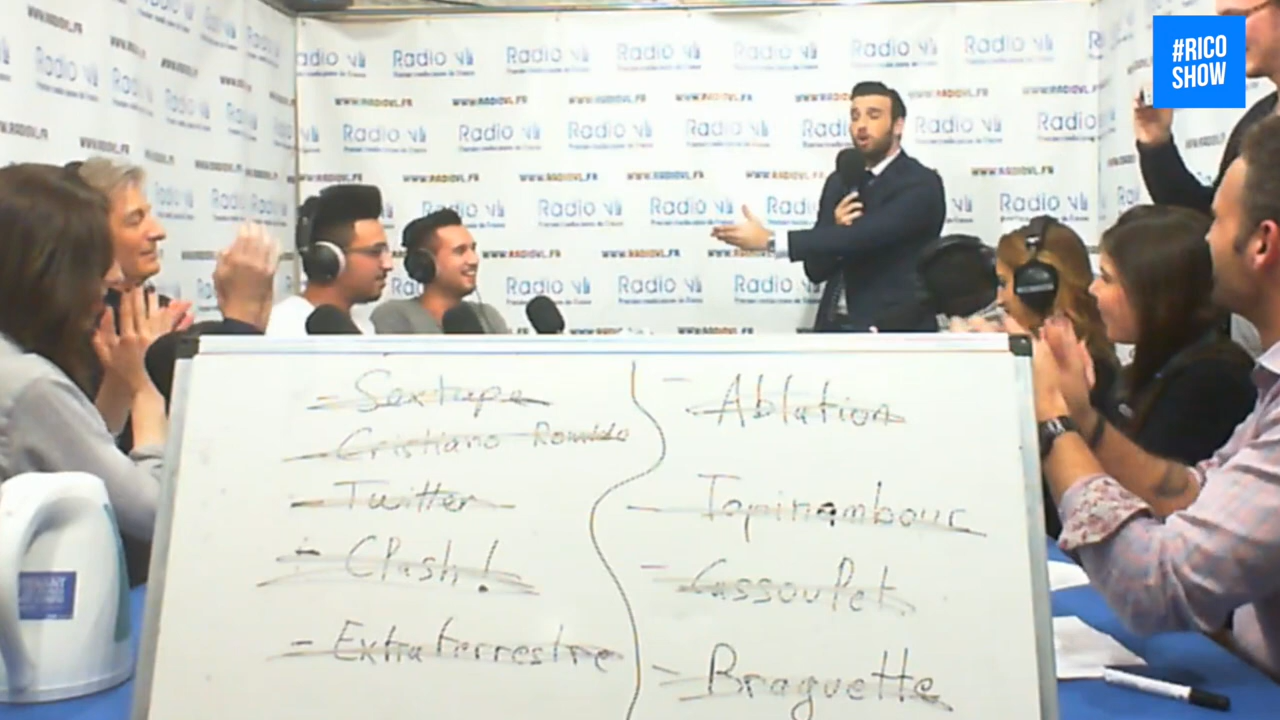 #RICO
SHOW
Radio VL
WWW.RADIOVL.FR
- Sextape
- Cristiano Ronaldo
- Twitter
- Clash!
- Extraterrestre
- Ablation
- Topinambour
- Cassoulet
- Braguette